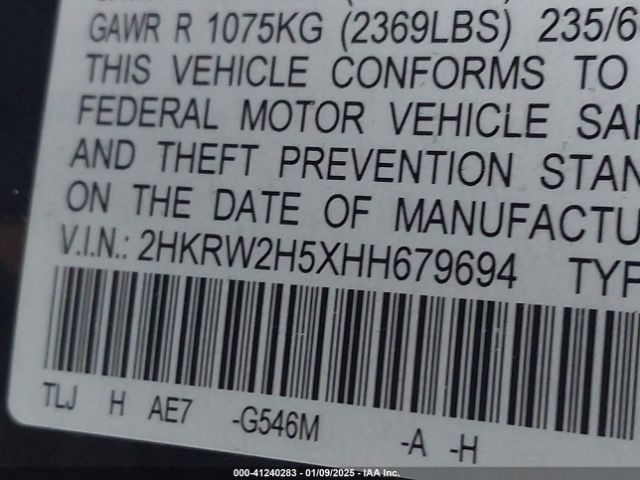 GAWR R 1075KG (2369LBS) 235/6
THIS VEHICLE CONFORMS TO
FEDERAL MOTOR VEHICLE SAF
AND THEFT PREVENTION STAN
ON THE DATE OF MANUFACTU
V.I.N.: 2HKRW2H5XHH679694 TYP
TLJ H AE7 -G546M -A -H
000-41240283 - 01/09/2025 - IAA Inc.